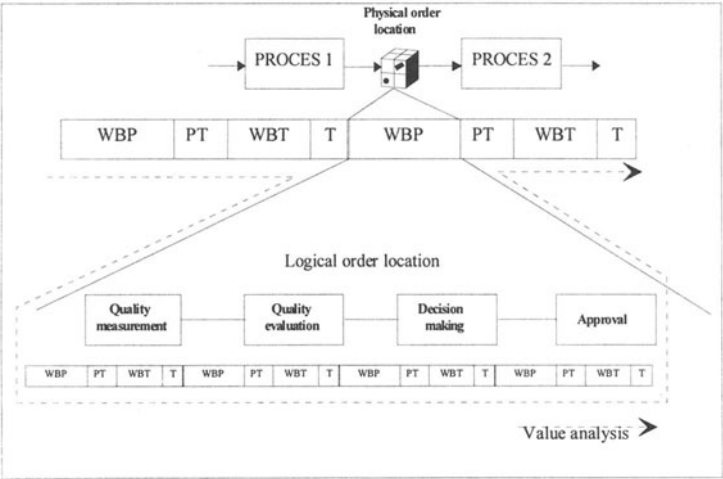 Physical order
location
PROCES 1
PROCES 2
WBP PT WBT T WBP PT WBT T
Logical order location
Quality
measurement
Quality
evaluation
Decision
making
Approval
WBP PT WBT T WBP PT WBT T WBP PT WBT T WBP PT WBT T
Value analysis